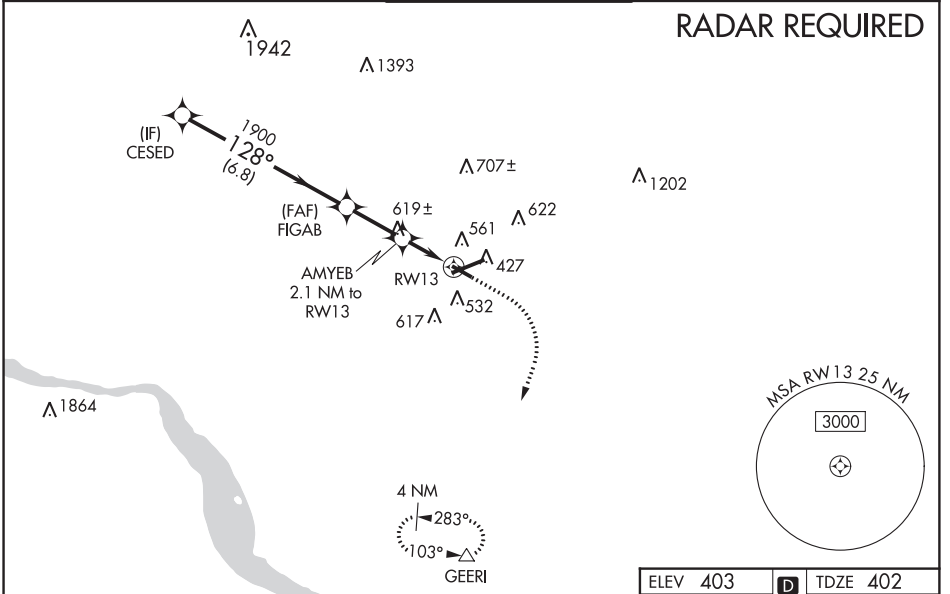 RADAR REQUIRED
1942
1393
(IF)
CESED
1900
128°
(6.8)
707±
1202
(FAF)
FIGAB
619±
622
561
427
AMYEB
2.1 NM to
RW13
RW13
532
617
1864
MSA RW13 25 NM
3000
4 NM
283°
103°
GEERI
ELEV 403 D TDZE 402